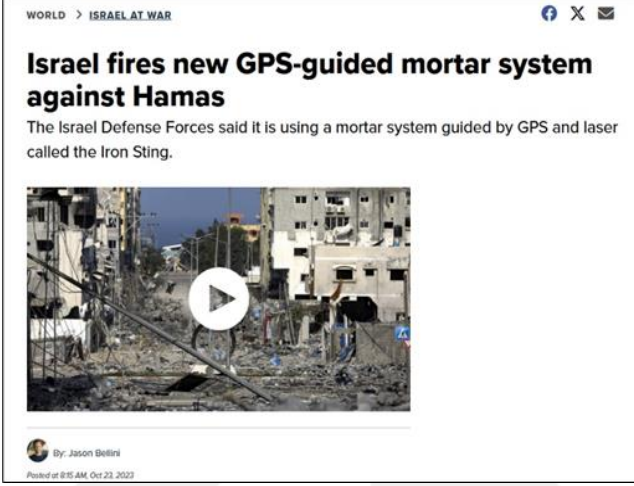 WORLD > ISRAEL AT WAR
Israel fires new GPS-guided mortar system
against Hamas
The Israel Defense Forces said it is using a mortar system guided by GPS and laser
called the Iron Sting.
By: Jason Bellini
Posted at 8:15 AM, Oct 23, 2023